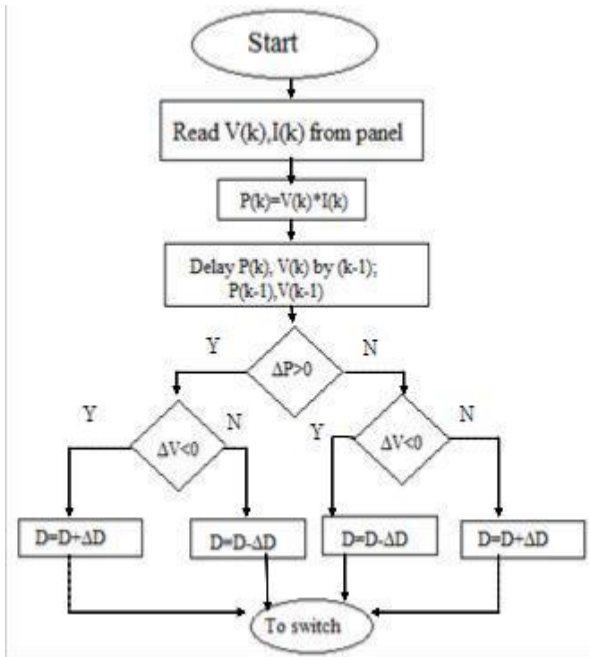 Start
Read V(k),I(k) from panel
P(k)=V(k)*I(k)
Delay P(k), V(k) by (k-1);
P(k-1),V(k-1)
Y
ΔP>0
N
Y
ΔV<0
N
Y
ΔV<0
N
D=D+ΔD
D=D-ΔD
D=D-ΔD
D=D+ΔD
To switch